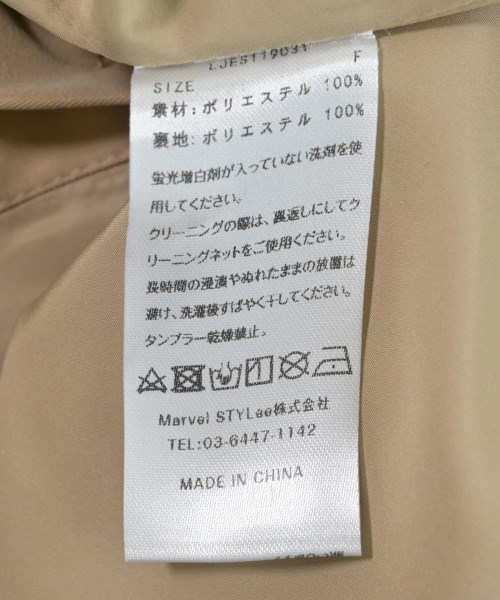 LJES119031
SIZE F
素材:ポリエステル 100%
裏地:ポリエステル 100%
蛍光増白剤が入っていない洗剤を使
用してください。
クリーニングの際は、裏返しにしてク
リーニングネットをご使用ください。
長時間の浸漬やぬれたままの放置は
避け、洗濯後すばやく干してください。
タンブラー乾燥禁止。
Marvel STYLee株式会社
TEL:03-6447-1142
MADE IN CHINA